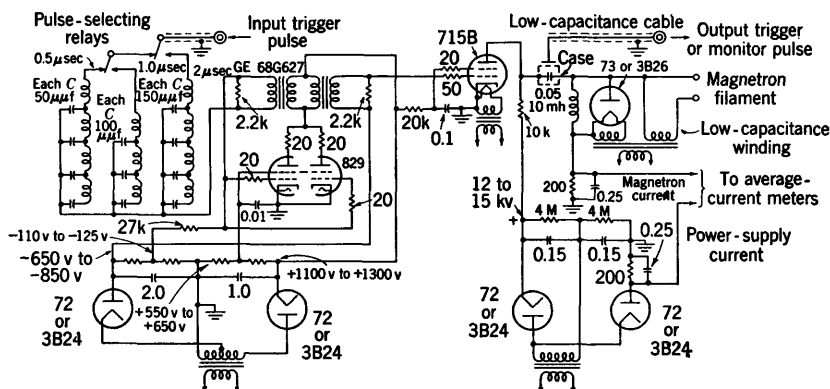 Pulse-selecting relays
Input trigger pulse
715B
Low-capacitance cable
Output trigger or monitor pulse
0.5μsec
1.0μsec
2μsec
GE 68G627
Case
73 or 3B26
Each C 50μμf
Each C 100 μμf
Each C 150μμf
2.2k
2.2k
20
50
20k
0.1
0.05
10mh
10 k
Magnetron filament
Low-capacitance winding
20
20
829
20
20
0.01
27k
200
0.25
Magnetron current
To average-current meters
12 to 15 kv
+
4 M
4 M
0.25
Power-supply current
0.15
0.15
200
-110 v to -125 v
-650 v to -850 v
2.0
1.0
+550 v to +650 v
+1100 v to +1300 v
72 or 3B24
72 or 3B24
72 or 3B24
72 or 3B24